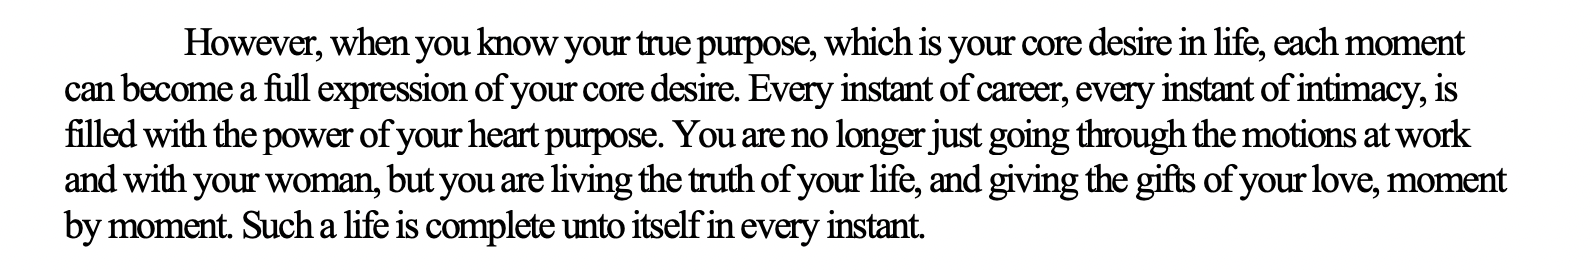 However, when you know your true purpose, which is your core desire in life, each moment
can become a full expression of your core desire. Every instant of career, every instant of intimacy, is
filled with the power of your heart purpose. You are no longer just going through the motions at work
and with your woman, but you are living the truth of your life, and giving the gifts of your love, moment
by moment. Such a life is complete unto itself in every instant.